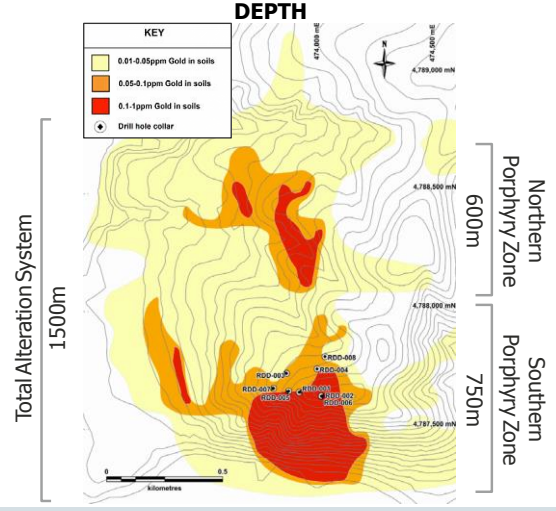 DEPTH
KEY
0.01-0.05ppm Gold in soils
0.05-0.1ppm Gold in soils
0.1-1ppm Gold in soils
Drill hole collar
474,000 mE
474,500 mE
N
4,789,000 mN
4,788,500 mN
4,788,000 mN
4,787,500 mN
Total Alteration System
1500m
Northern
Porphyry Zone
600m
Southern
Porphyry Zone
750m
RDD-008
RDD-004
RDD-003
RDD-007
RDD-005
RDD-001
RDD-002
RDD-006
0
0.5
kilometres